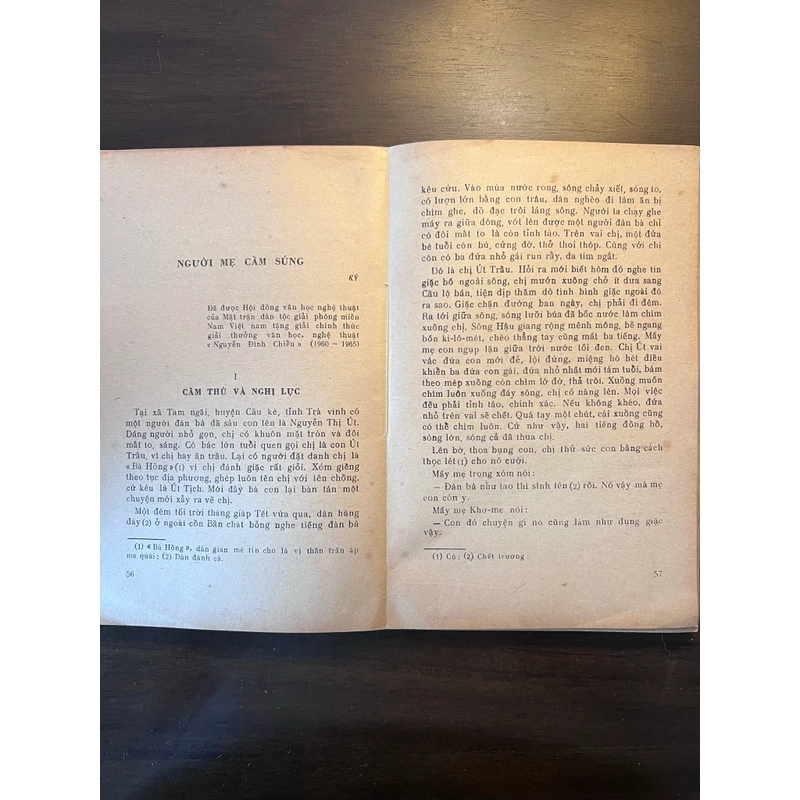 NGƯỜI MẸ CẦM SÚNG
KÝ
Đã được Hội đồng văn học nghệ thuật
của Mặt trận dân tộc giải phóng miền
Nam Việt nam tặng giải chính thức
giải thưởng văn học, nghệ thuật
« Nguyễn Đình Chiểu » (1960 — 1965)
I
CĂM THÙ VÀ NGHỊ LỰC
Tại xã Tam ngãi, huyện Cầu kè, tỉnh Trà vinh có
một người đàn bà đã sáu con tên là Nguyễn Thị Út.
Dáng người nhỏ gọn, chị có khuôn mặt tròn và đôi
mắt to, sáng. Có bác lớn tuổi quen gọi chị là con Út
Trầu, vì chị hay ăn trầu. Lại có người đặt danh chị là
« Bà Hồng » (1) vì chị đánh giặc rất giỏi. Xóm giềng
theo tục địa phương, ghép luôn tên chị với tên chồng,
cứ kêu là Út Tịch. Mới đây bà con lại bàn tán một
chuyện mới xẩy ra về chị.
Một đêm tối trời tháng giáp Tết vừa qua, dân hàng
đáy (2) ở ngoài cồn Bần chát bỗng nghe tiếng đàn bà
(1) « Bà Hồng », dân gian mê tín cho là vị thần trấn áp
ma quái; (2) Dân đánh cá.
56
kêu cứu. Vào mùa nước rong, sông chảy xiết, sóng to,
có lượn lớn bằng con trâu, dân nghèo đi làm ăn bị
chìm ghe, đồ đạc trôi láng sông. Người ta chạy ghe
máy ra giữa dòng, vớt lên được một người đàn bà chỉ
có đôi mắt to là còn tỉnh táo. Trên vai chị, một đứa
bé tuổi còn bú, cứng đờ, thở thoi thóp. Cùng với chị
còn có ba đứa nhỏ gái run rẩy, da tím ngắt.
Đó là chị Út Trầu. Hỏi ra mới biết hôm đó nghe tin
giặc bố ngoài sông, chị mướn xuồng chở ít dưa sang
Cầu lộ bán, tiện dịp thăm dò tình hình giặc ngoài đó
ra sao. Giặc chặn đường ban ngày, chị phải đi đêm.
Ra tới giữa sông, sóng lưỡi búa đã bốc nước làm chìm
xuồng chị. Sông Hậu giang rộng mênh mông, bề ngang
bốn ki-lô-mét, chèo thẳng tay cũng mất ba tiếng. Mấy
mẹ con ngụp lặn giữa trời nước tối đen. Chị Út vai
vác đứa con mới đẻ, lội đứng, miệng hò hét điều
khiển ba đứa con gái, đứa nhỏ nhất mới tám tuổi, bám
theo mép xuồng còn chìm lờ đờ, thả trôi. Xuồng muốn
chìm luôn xuống đáy sông, chị có nâng lên. Mọi việc
đều phải tỉnh táo, chính xác. Nếu không khéo, đứa
nhỏ trên vai sẽ chết. Quá tay một chút, cái xuồng cũng
có thể chìm luôn. Cứ như vậy, hai tiếng đồng hồ,
sông lớn, sóng cả đã thua chị.
Lên bờ, thoa bụng con, chị thử sức con bằng cách
thọc lét (1) cho nó cười.
Mấy mẹ trong xóm nói:
— Đàn bà như tao thì sình lên (2) rồi. Nó vậy mà mẹ
con còn y.
Mấy mẹ Khơ-me nói:
— Con đó chuyện gì nó cũng làm như đụng giặc
vậy.
(1) Cù; (2) Chết trương
57